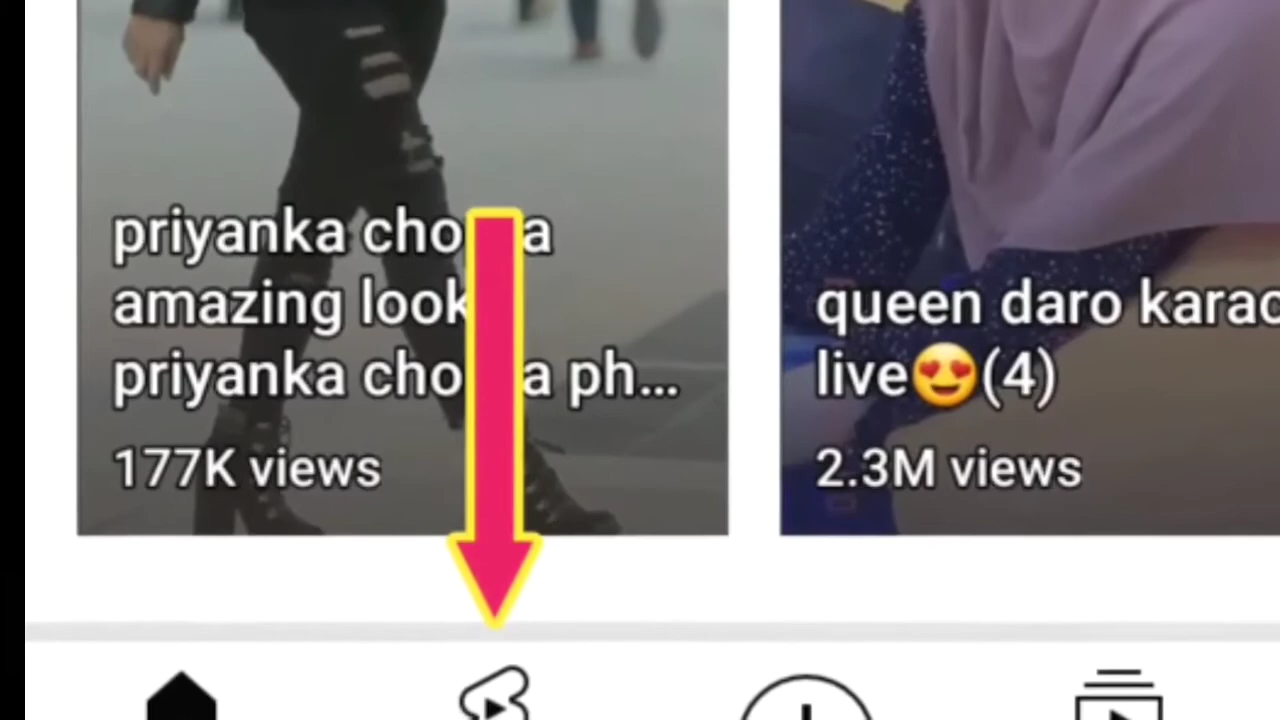 priyanka cho a
amazing look
priyanka cho a ph...
177K views
queen daro karac
live😍(4)
2.3M views